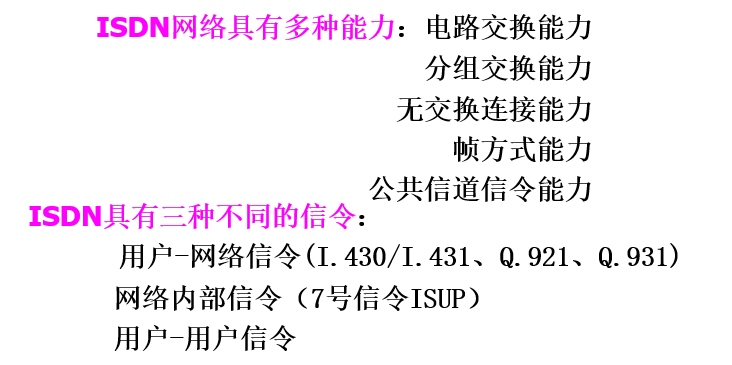 ISDN网络具有多种能力：电路交换能力
分组交换能力
无交换连接能力
帧方式能力
公共信道信令能力
ISDN具有三种不同的信令：
用户-网络信令(I.430/I.431、Q.921、Q.931)
网络内部信令（7号信令ISUP）
用户-用户信令